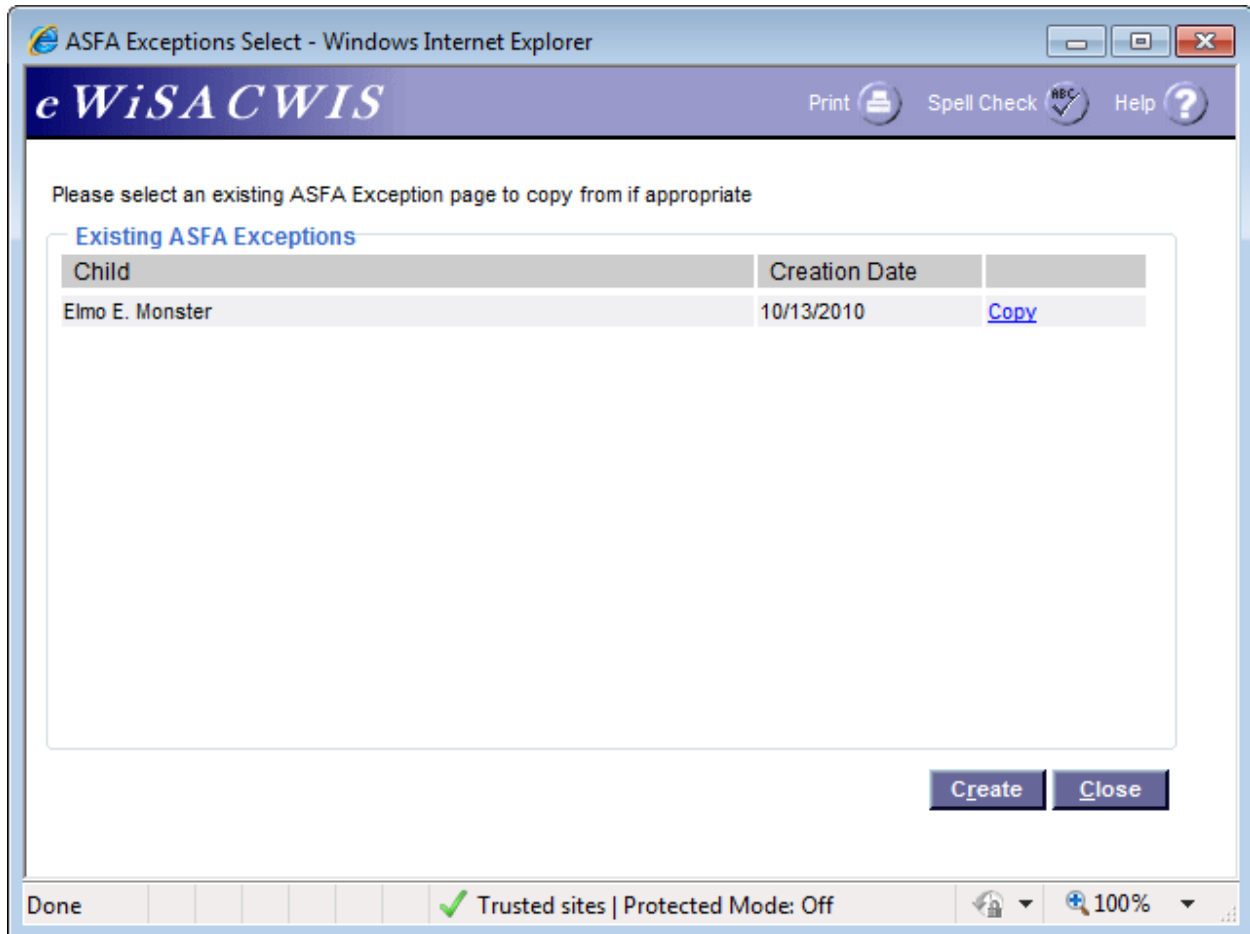 ASFA Exceptions Select - Windows Internet Explorer
e WiSACWIS Print Spell Check ABC Help ?
Please select an existing ASFA Exception page to copy from if appropriate
Existing ASFA Exceptions
Child Creation Date
Elmo E. Monster 10/13/2010 Copy
Create Close
Done Trusted sites | Protected Mode: Off 100%